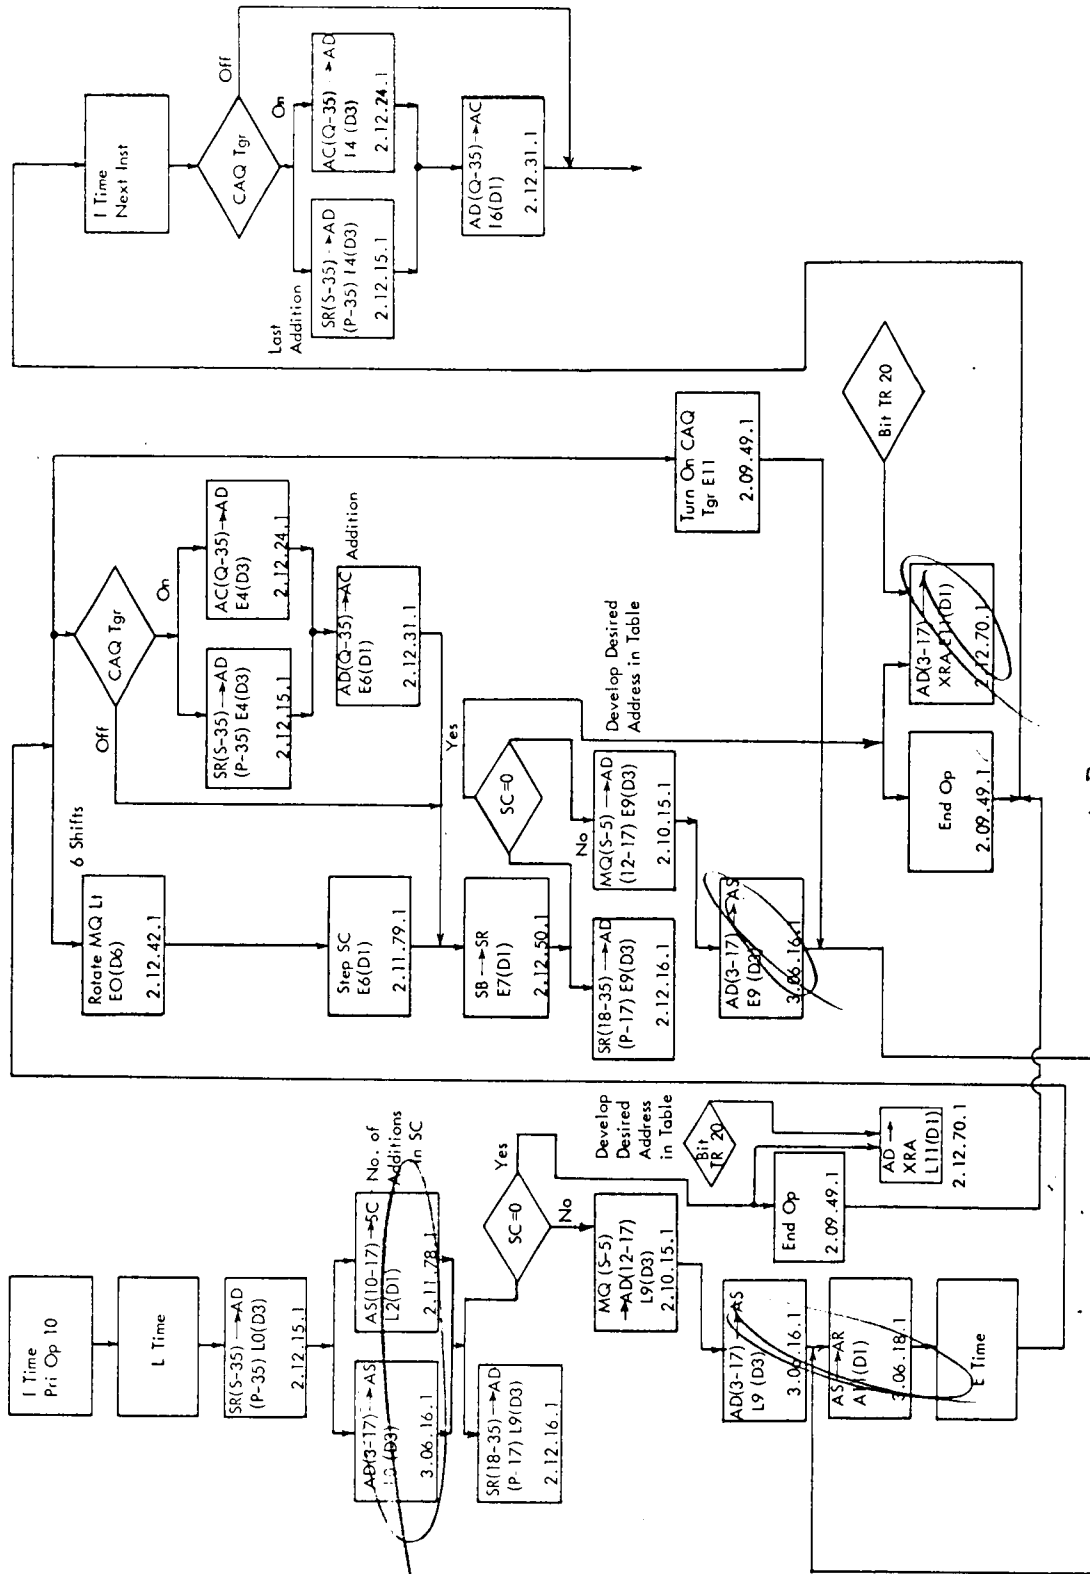 I Time
Pri Op 10
L Time
SR(S-35)→AD
(P-35) L0(D3)
2.12.15.1
AD(3-17)→AS
(D3)
3.06.16.1
AS(10-17)→SC
L2(D1)
2.11.78.1
No. of
Additions
In SC
SR(18-35)→AD
(P-17) L9(D3)
2.12.16.1
SC=0
Yes
No
MQ (S-5)
→AD(12-17)
L9(D3)
2.10.15.1
AD(3-17)→AS
L9 (D3)
3.06.16.1
AS→AR
(D1)
3.06.18.1
E Time
Develop
Desired
Address
in Table
Bit
TR 20
End Op
2.09.49.1
AD→
XRA
L11(D1)
2.12.70.1
6 Shifts
Rotate MQ Lt
EO(D6)
2.12.42.1
Step SC
E6(D1)
2.11.79.1
SB→SR
E7(D1)
2.12.50.1
CAQ Tgr
Off
On
SR(S-35)→AD
(P-35) E4(D3)
2.12.15.1
AC(Q-35)→AD
E4(D3)
2.12.24.1
AD(Q-35)→AC
E6(D1)
2.12.31.1
Addition
SR(18-35)→AD
(P-17) E9(D3)
2.12.16.1
SC=0
Yes
No
MQ(S-5)→AD
(12-17) E9(D3)
2.10.15.1
AD(3-17)→AS
E9 (D3)
3.06.16.1
Develop Desired
Address in Table
Turn On CAQ
Tgr E11
2.09.49.1
End Op
2.09.49.1
AD(3-17)→
XRA E11(D1)
2.12.70.1
Bit TR 20
I Time
Next Inst
CAQ Tgr
Off
On
Last
Addition
SR(S-35)→AD
(P-35) I4(D3)
2.12.15.1
AC(Q-35)→AD
I4 (D3)
2.12.24.1
AD(Q-35)→AC
I6(D1)
2.12.31.1